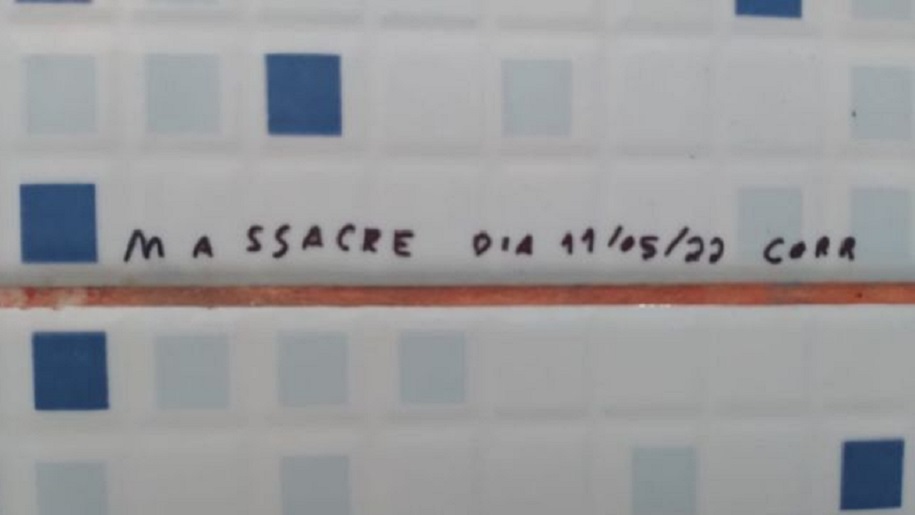 MASSACRE DIA 11/05/22 CORR